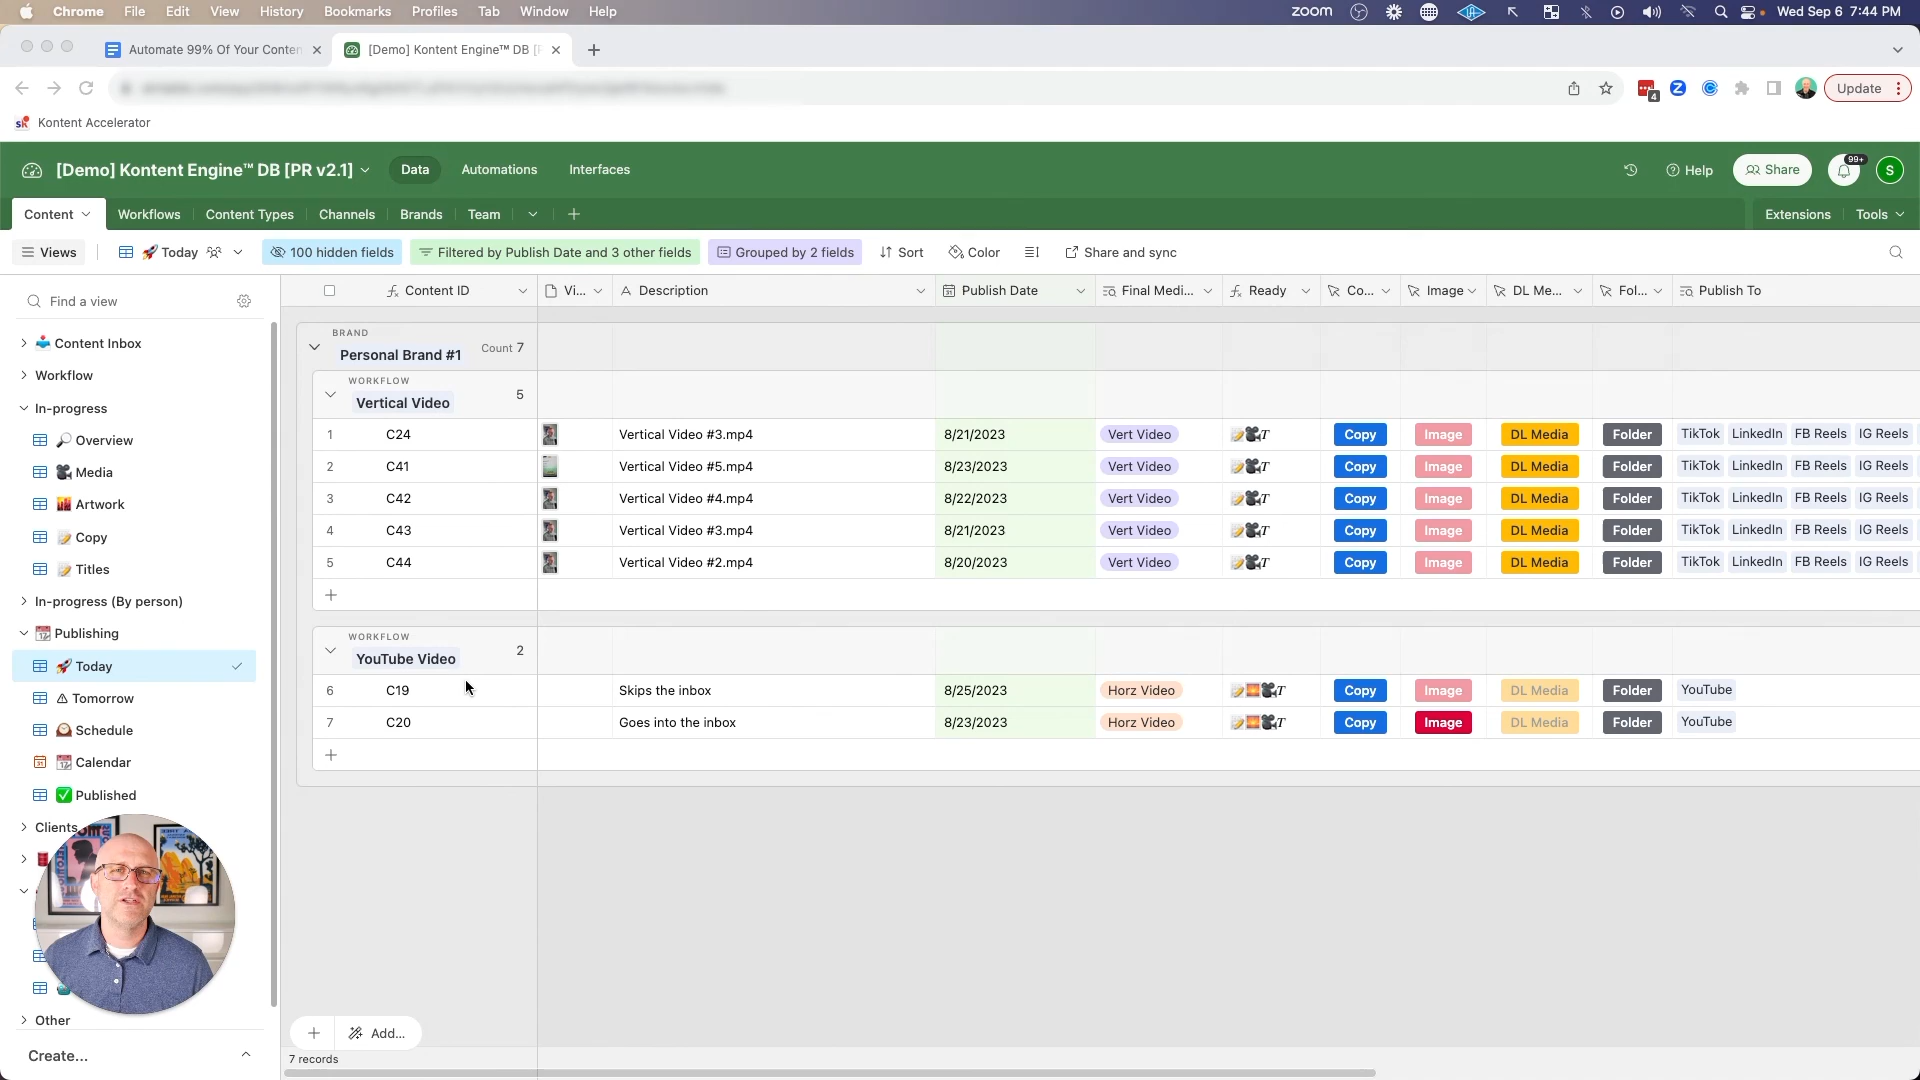 Chrome File Edit View History Bookmarks Profiles Tab Window Help zoom Wed Sep 6 7:44 PM
Automate 99% Of Your Conten [Demo] Kontent Engine™ DB [
4 Update
Kontent Accelerator
[Demo] Kontent Engine™ DB [PR v2.1] Data Automations Interfaces Help Share 99+ S
Content Workflows Content Types Channels Brands Team Extensions Tools
Views Today 100 hidden fields Filtered by Publish Date and 3 other fields Grouped by 2 fields Sort Color Share and sync
Find a view
Content Inbox
Workflow
In-progress
Overview
Media
Artwork
Copy
Titles
In-progress (By person)
Publishing
Today
Tomorrow
Schedule
Calendar
Published
Clients
Other
Create...
Content ID Vi... Description Publish Date Final Medi... Ready Co... Image DL Me... Fol... Publish To
BRAND
Personal Brand #1 Count 7
WORKFLOW
Vertical Video 5
1 C24 Vertical Video #3.mp4 8/21/2023 Vert Video T Copy Image DL Media Folder TikTok LinkedIn FB Reels IG Reels
2 C41 Vertical Video #5.mp4 8/23/2023 Vert Video T Copy Image DL Media Folder TikTok LinkedIn FB Reels IG Reels
3 C42 Vertical Video #4.mp4 8/22/2023 Vert Video T Copy Image DL Media Folder TikTok LinkedIn FB Reels IG Reels
4 C43 Vertical Video #3.mp4 8/21/2023 Vert Video T Copy Image DL Media Folder TikTok LinkedIn FB Reels IG Reels
5 C44 Vertical Video #2.mp4 8/20/2023 Vert Video T Copy Image DL Media Folder TikTok LinkedIn FB Reels IG Reels
WORKFLOW
YouTube Video 2
6 C19 Skips the inbox 8/25/2023 Horz Video T Copy Image DL Media Folder YouTube
7 C20 Goes into the inbox 8/23/2023 Horz Video T Copy Image DL Media Folder YouTube
Add...
7 records